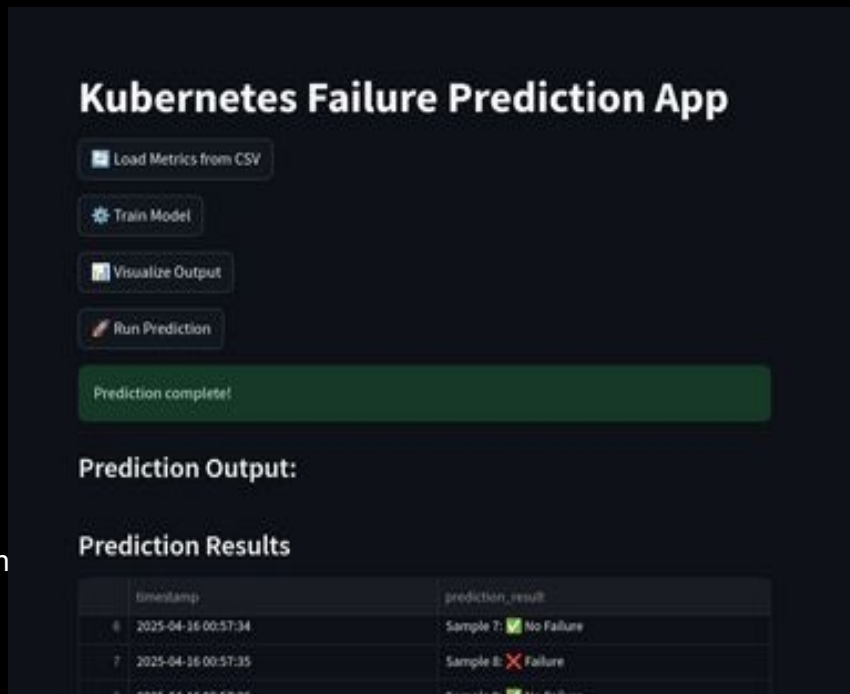 Kubernetes Failure Prediction App
🔄 Load Metrics from CSV
⚙️ Train Model
📊 Visualize Output
🚀 Run Prediction
Prediction complete!
Prediction Output:
n
Prediction Results
timestamp prediction_result
6 2025-04-16 00:57:34 Sample 7: ✅ No Failure
7 2025-04-16 00:57:35 Sample 8: ❌ Failure